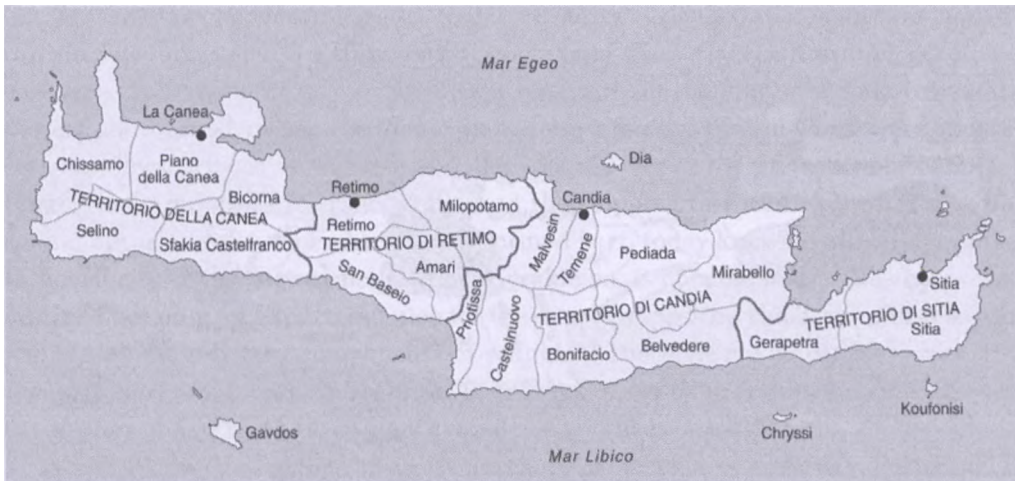 Mar Egeo
La Canea
Dia
Chissamo
Piano
della Canea
Bicorna
Retimo
Candia
TERRITORIO DELLA CANEA
Selino
Sfakia Castelfranco
Retimo
Milopotamo
TERRITORIO DI RETIMO
Amari
San Baseio
Malvesin
Temene
Pediada
Mirabello
Priotissa
Castelnuovo
TERRITORIO DI CANDIA
Bonifacio
Belvedere
Sitia
TERRITORIO DI SITIA
Sitia
Gerapetra
Koufonisi
Gavdos
Chryssi
Mar Libico